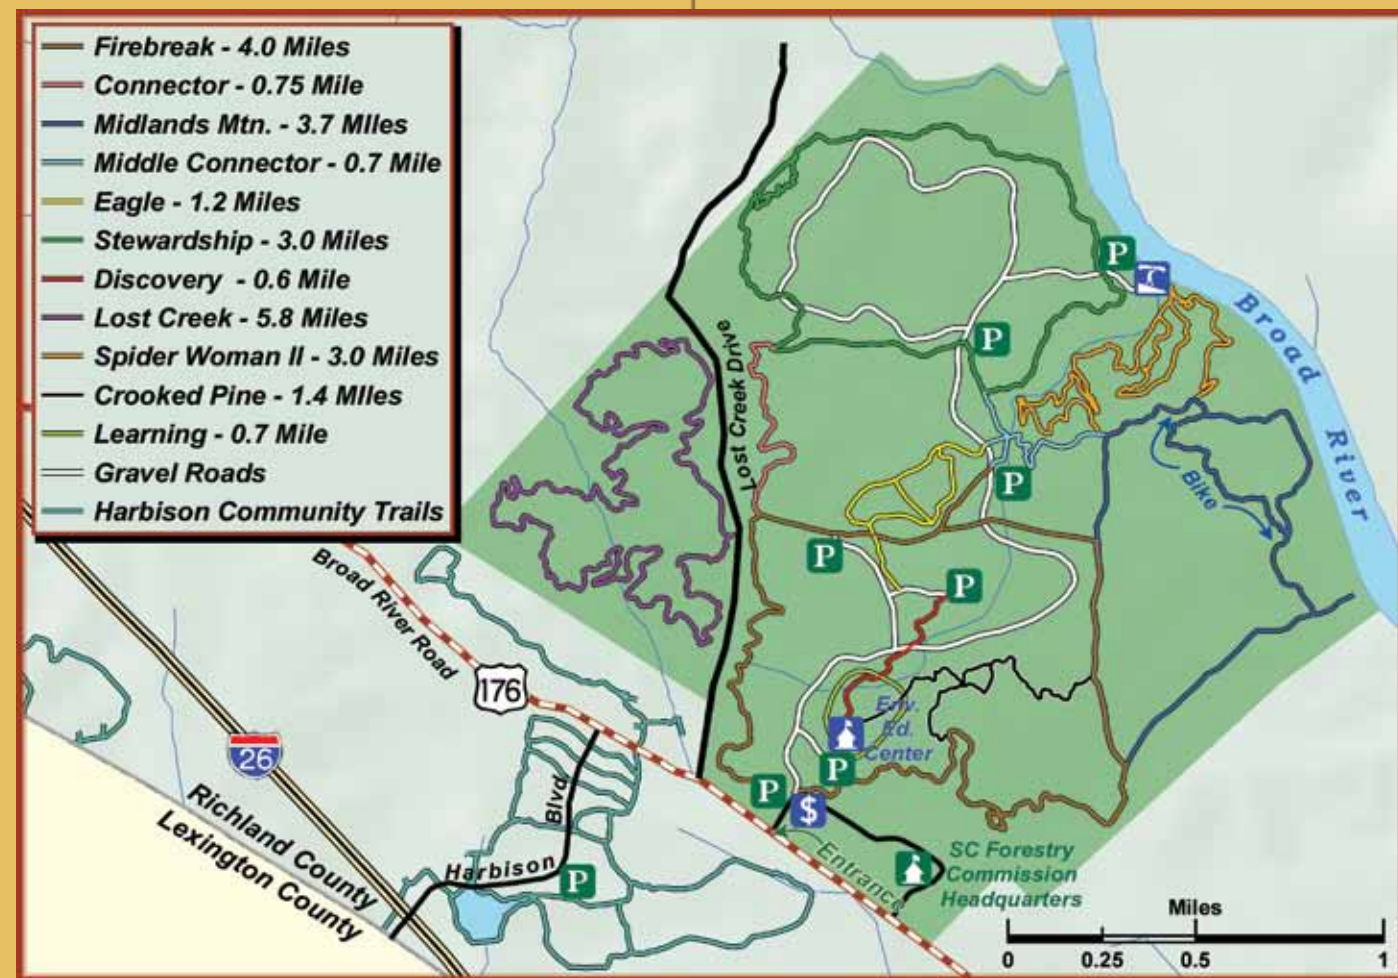 Firebreak - 4.0 Miles
Connector - 0.75 Mile
Midlands Mtn. - 3.7 MIles
Middle Connector - 0.7 Mile
Eagle - 1.2 Miles
Stewardship - 3.0 Miles
Discovery - 0.6 Mile
Lost Creek - 5.8 Miles
Spider Woman II - 3.0 Miles
Crooked Pine - 1.4 MIles
Learning - 0.7 Mile
Gravel Roads
Harbison Community Trails
P
P
P
P
P
P
P
P
Broad
River
Lost Creek Drive
Bike
Broad River Road
176
26
Richland County
Lexington County
Harbison
Blvd
Env.
Ed.
Center
$
Entrance
SC Forestry
Commission
Headquarters
Miles
0
0.25
0.5
1